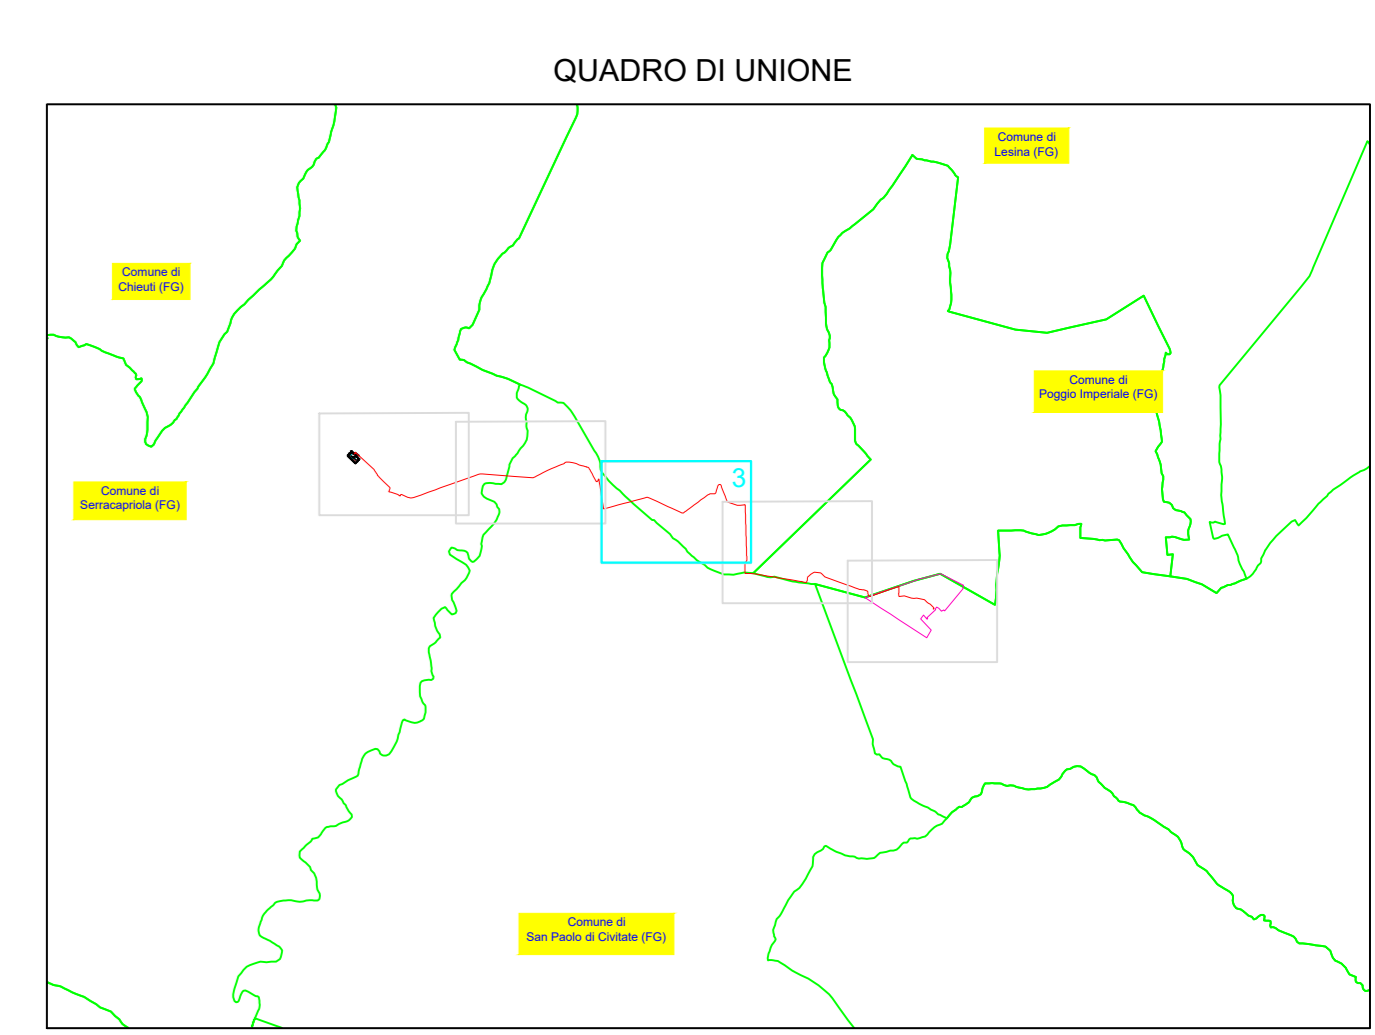 QUADRO DI UNIONE
Comune di
Lesina (FG)
Comune di
Chieuti (FG)
Comune di
Poggio Imperiale (FG)
3
Comune di
Serracapriola (FG)
Comune di
San Paolo di Civitate (FG)